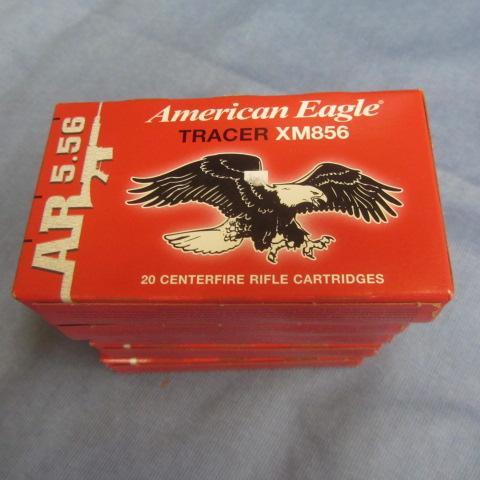 American Eagle®
TRACER XM856
AR 5.56
20 CENTERFIRE RIFLE CARTRIDGES